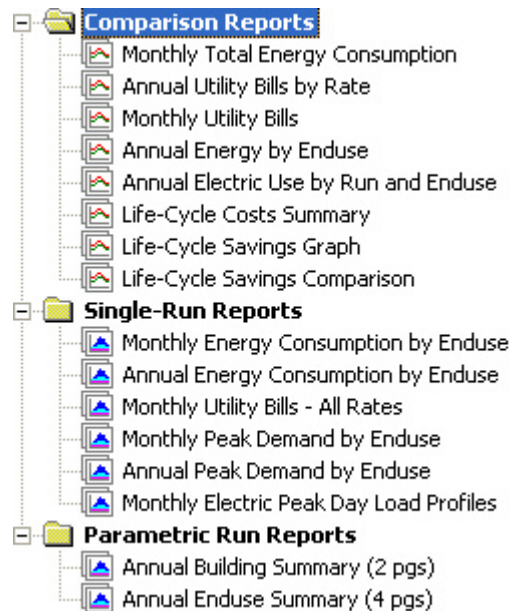 Comparison Reports
Monthly Total Energy Consumption
Annual Utility Bills by Rate
Monthly Utility Bills
Annual Energy by Enduse
Annual Electric Use by Run and Enduse
Life-Cycle Costs Summary
Life-Cycle Savings Graph
Life-Cycle Savings Comparison
Single-Run Reports
Monthly Energy Consumption by Enduse
Annual Energy Consumption by Enduse
Monthly Utility Bills - All Rates
Monthly Peak Demand by Enduse
Annual Peak Demand by Enduse
Monthly Electric Peak Day Load Profiles
Parametric Run Reports
Annual Building Summary (2 pgs)
Annual Enduse Summary (4 pgs)